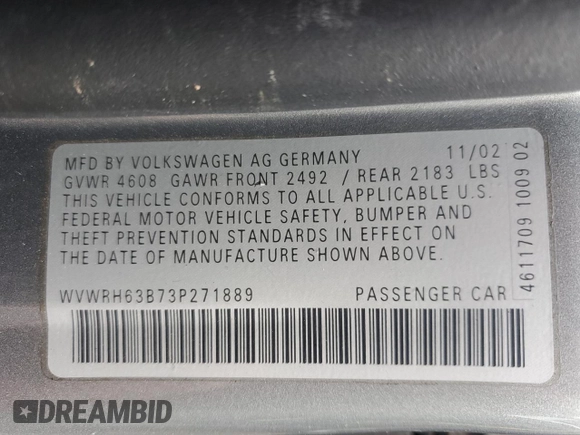 MFD BY VOLKSWAGEN AG GERMANY 11/02
GVWR 4608 GAWR FRONT 2492 / REAR 2183 LBS
THIS VEHICLE CONFORMS TO ALL APPLICABLE U.S.
FEDERAL MOTOR VEHICLE SAFETY, BUMPER AND
THEFT PREVENTION STANDARDS IN EFFECT ON
THE DATE OF MANUFACTURE SHOWN ABOVE.
WVWRH63B73P271889 PASSENGER CAR
4611709 1009 02
DREAMBID